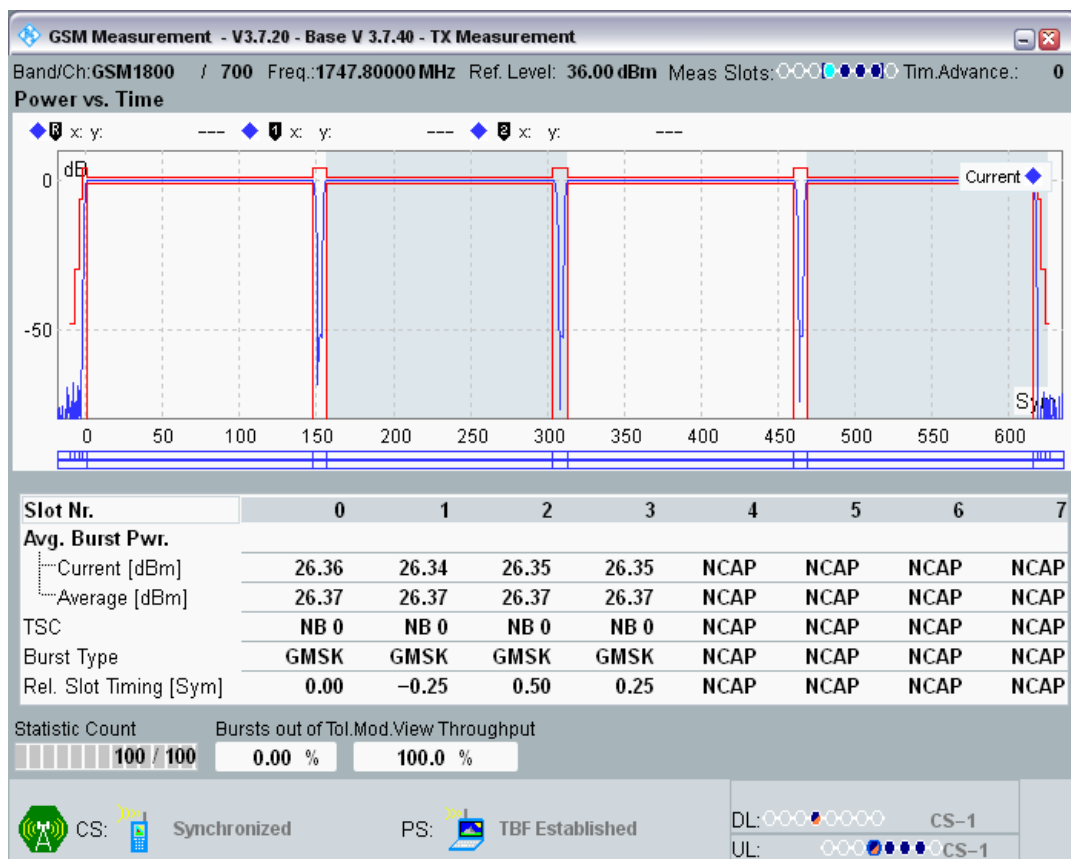 GSM Measurement - V3.7.20 - Base V 3.7.40 - TX Measurement
Band/Ch:GSM1800 / 700 Freq.:1747.80000 MHz Ref. Level: 36.00 dBm Meas Slots: Tim.Advance.: 0
Power vs. Time
R x: y: --- 1 x: y: --- 2 x: y: ---
dB
Current
0
-50
Sym
0 50 100 150 200 250 300 350 400 450 500 550 600
Slot Nr. 0 1 2 3 4 5 6 7
Avg. Burst Pwr.
Current [dBm] 26.36 26.34 26.35 26.35 NCAP NCAP NCAP NCAP
Average [dBm] 26.37 26.37 26.37 26.37 NCAP NCAP NCAP NCAP
TSC NB 0 NB 0 NB 0 NB 0 NCAP NCAP NCAP NCAP
Burst Type GMSK GMSK GMSK GMSK NCAP NCAP NCAP NCAP
Rel. Slot Timing [Sym] 0.00 −0.25 0.50 0.25 NCAP NCAP NCAP NCAP
Statistic Count Bursts out of Tol.Mod.View Throughput
100 / 100 0.00 % 100.0 %
CS: Synchronized PS: TBF Established DL: CS−1
UL: CS−1